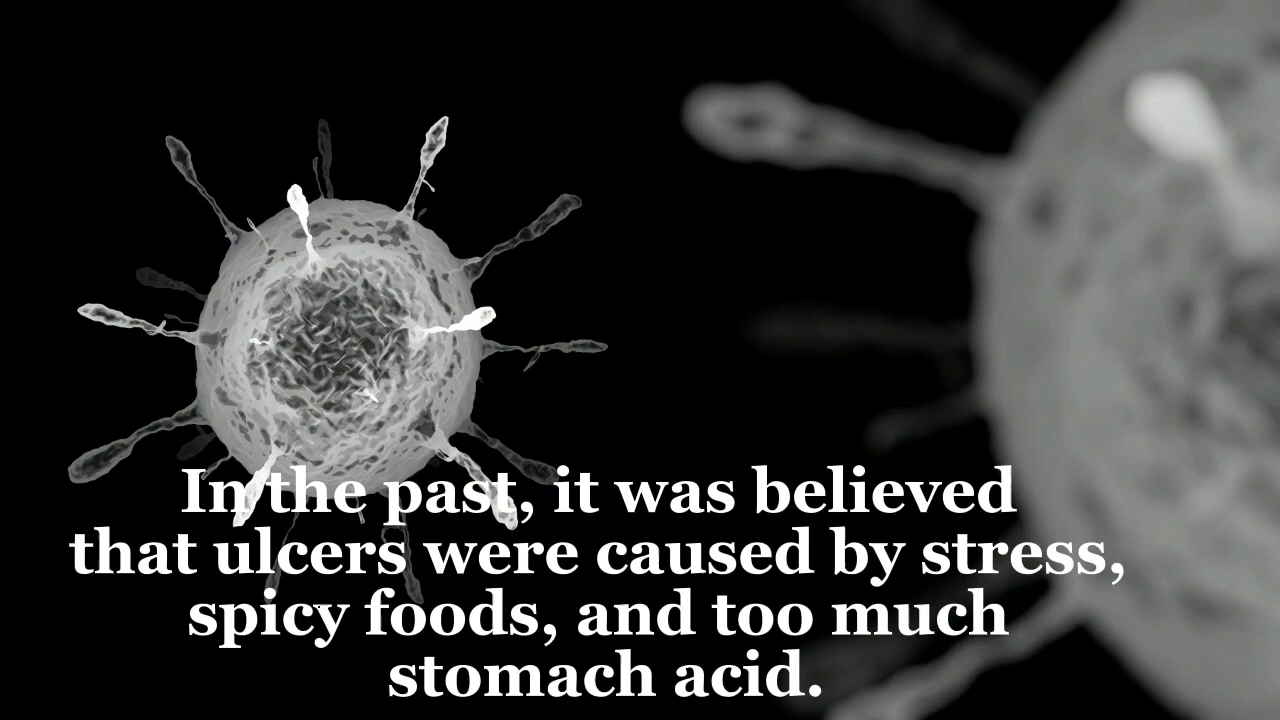 In the past, it was believed
that ulcers were caused by stress,
spicy foods, and too much
stomach acid.